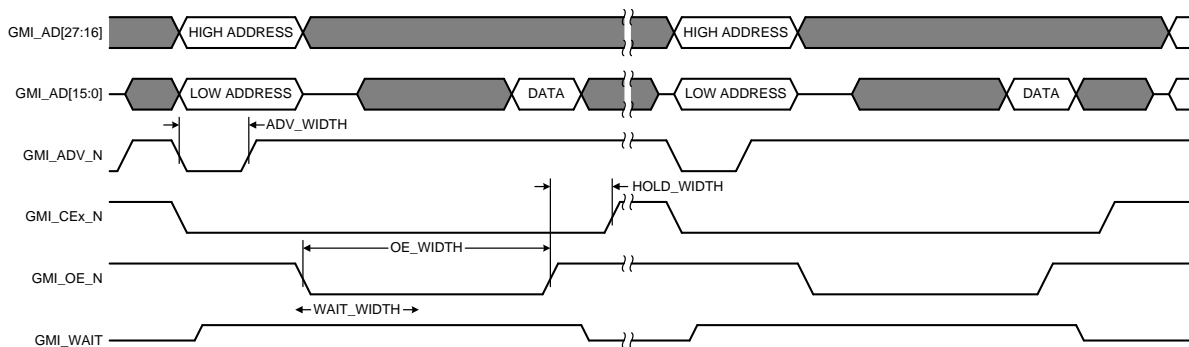 GMI_AD[27:16]
HIGH ADDRESS
HIGH ADDRESS
GMI_AD[15:0]
LOW ADDRESS
DATA
LOW ADDRESS
DATA
ADV_WIDTH
GMI_ADV_N
HOLD_WIDTH
GMI_CEx_N
OE_WIDTH
GMI_OE_N
WAIT_WIDTH
GMI_WAIT